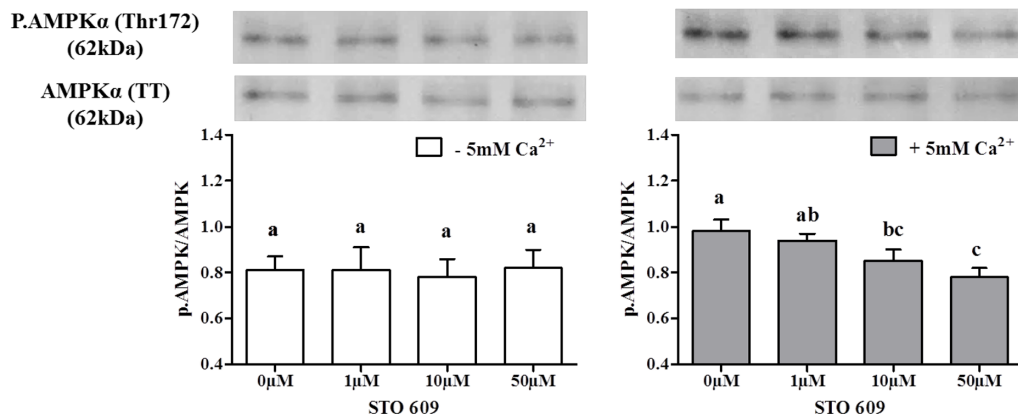 P.AMPKα (Thr172)
(62kDa)
AMPKα (TT)
(62kDa)
1.4
1.2
1.0
0.8
0.6
0.4
p.AMPK/AMPK
- 5mM Ca²⁺
a
a
a
a
0µM
1µM
10µM
50µM
STO 609
1.4
1.2
1.0
0.8
0.6
0.4
p.AMPK/AMPK
+ 5mM Ca²⁺
a
ab
bc
c
0µM
1µM
10µM
50µM
STO 609